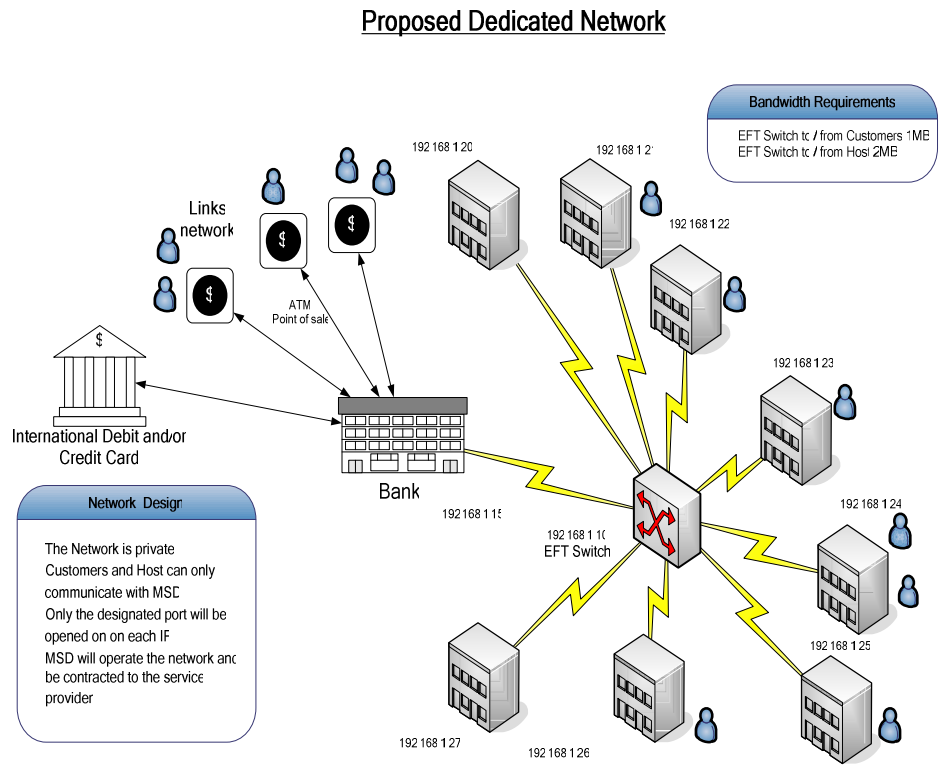 Proposed Dedicated Network
Bandwidth Requirements
EFT Switch to / from Customers 1MB
EFT Switch to / from Host 2MB
192 168 1 20
192 168 1 2
192 168 1 22
Links
network
$
$
$
ATM
Point of sale
$
192 168 1 23
International Debit and/or
Credit Card
Bank
192 168 1 15
192 168 1 10
EFT Switch
192 168 1 24
Network Design
The Network is private
Customers and Host can only
communicate with MSD
Only the designated port will be
opened on on each IP
MSD will operate the network and
be contracted to the service
provider
192 168 1 25
192 168 1 27
192 168 1 26